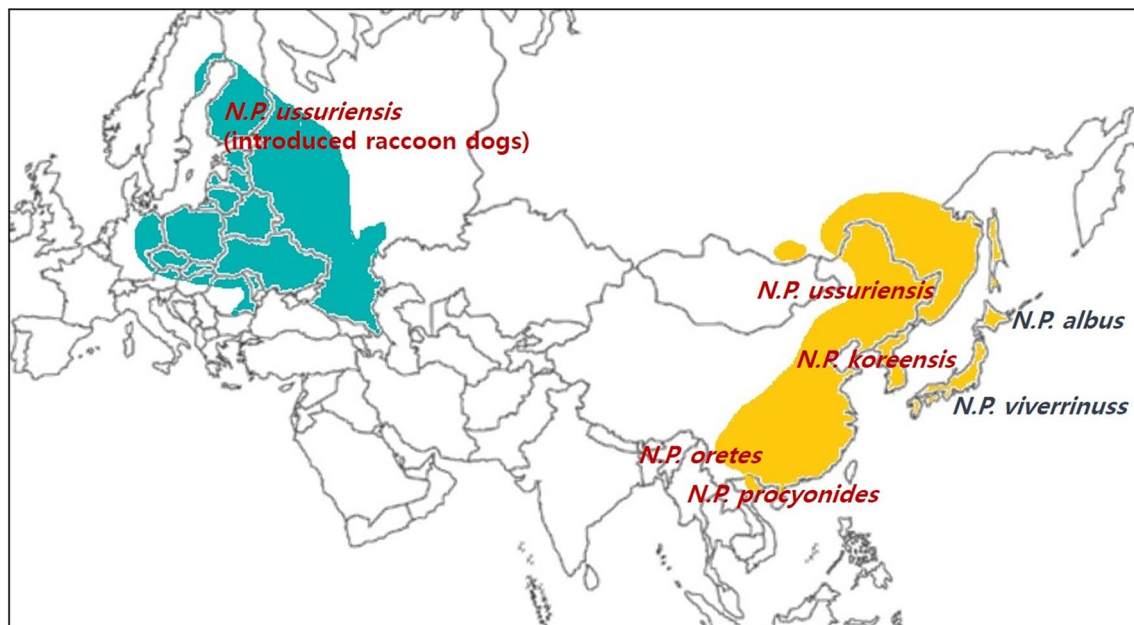 N.P. ussuriensis
(introduced raccoon dogs)
N.P. ussuriensis
N.P. albus
N.P. koreensis
N.P. viverrinuss
N.P. oretes
N.P. procyonides